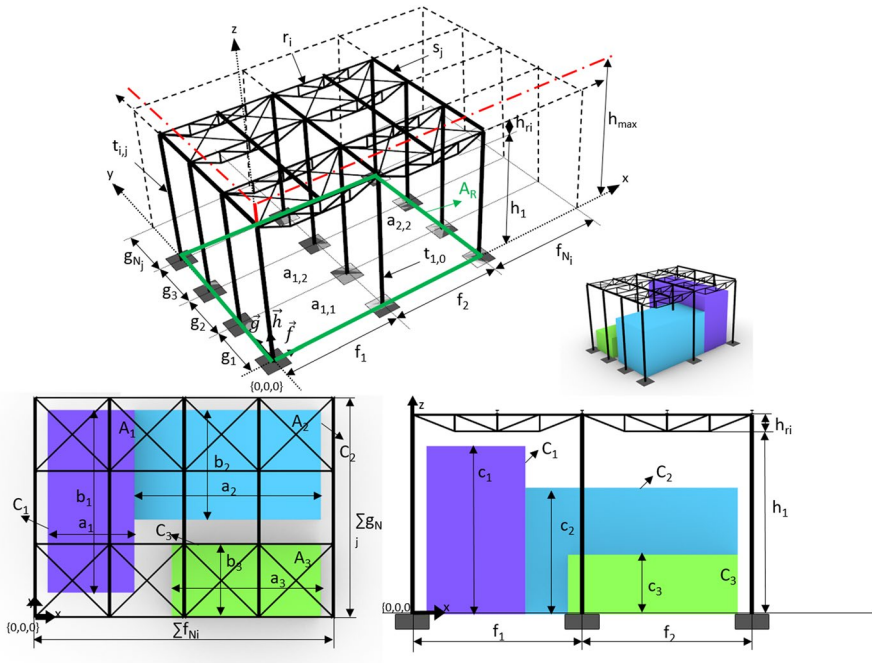 z
r_i
s_j
h_ri
h_max
t_i,j
y
x
A_R
h_1
a_2,2
g_Nj
f_Ni
g_3
a_1,2
t_1,0
g_2
a_1,1
f_2
g⃗ h⃗ f⃗
g_1
f_1
{0,0,0}
A_1 A_2
C_2
b_1 b_2
a_2
C_1
a_1
C_3
∑g_N
j
b_3
A_3
a_3
x
{0,0,0}
∑f_Ni
z
h_ri
C_1
c_1
C_2
h_1
c_2
c_3
C_3
{0,0,0}
x
f_1 f_2